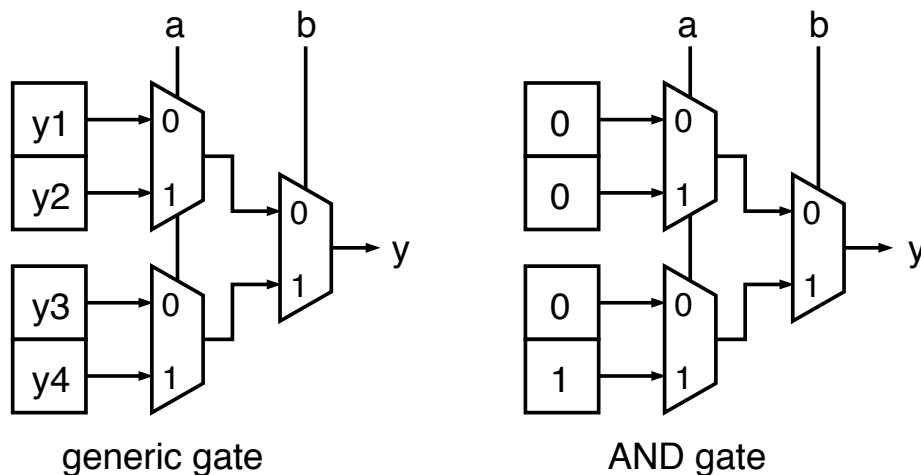 a b a b
y1 0 0 0
y2 1 0 0 1 0
1 y 1 y
y3 0 0 0
y4 1 1 1
generic gate AND gate